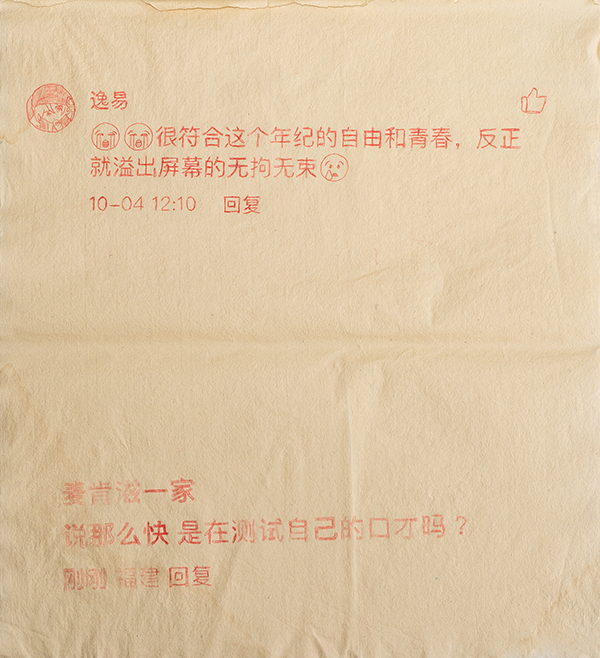 逸易
😭😭很符合这个年纪的自由和青春，反正
就溢出屏幕的无拘无束😢
10-04 12:10 回复
麦肯滋一家
说那么快 是在测试自己的口才吗？
刚刚 福建 回复